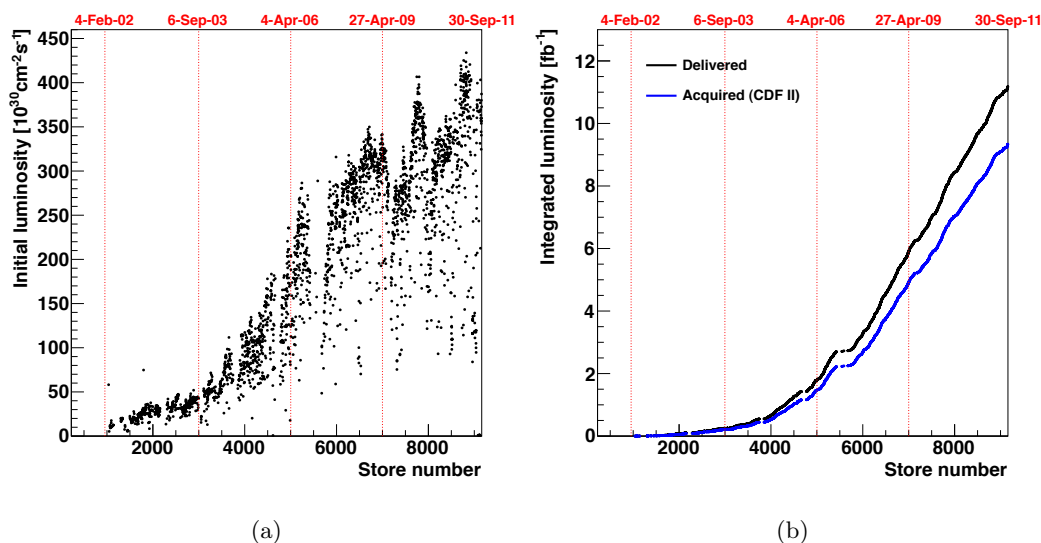 4-Feb-02 6-Sep-03 4-Apr-06 27-Apr-09 30-Sep-11
450
400
350
300
250
200
150
100
50
0
2000 4000 6000 8000
Initial luminosity [10³⁰cm⁻²s⁻¹]
Store number
(a)
4-Feb-02 6-Sep-03 4-Apr-06 27-Apr-09 30-Sep-11
Delivered
Acquired (CDF II)
12
10
8
6
4
2
0
2000 4000 6000 8000
Integrated luminosity [fb⁻¹]
Store number
(b)